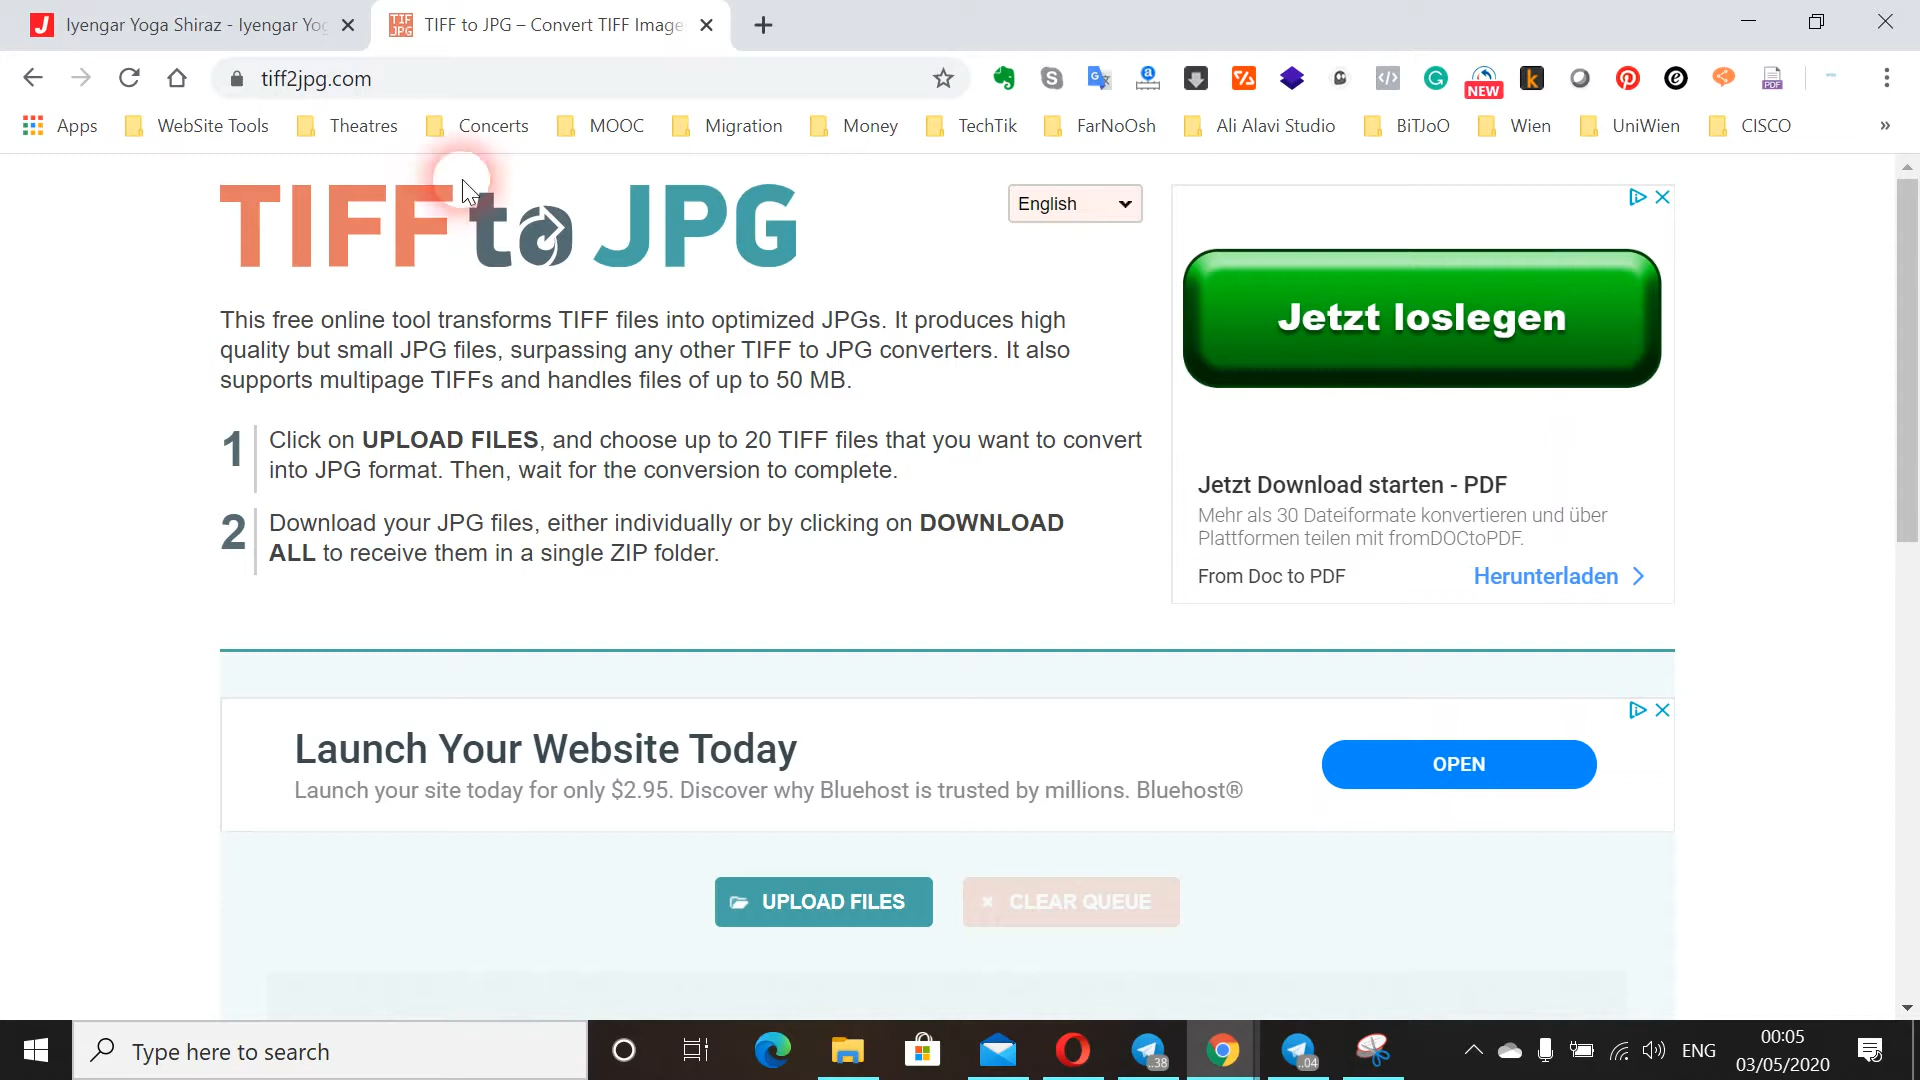 Iyengar Yoga Shiraz - Iyengar Yog
TIFF to JPG – Convert TIFF Image
tiff2jpg.com
NEW
PDF
Apps
WebSite Tools
Theatres
Concerts
MOOC
Migration
Money
TechTik
FarNoOsh
Ali Alavi Studio
BiTJoO
Wien
UniWien
CISCO
TIFF to JPG
English
This free online tool transforms TIFF files into optimized JPGs. It produces high
quality but small JPG files, surpassing any other TIFF to JPG converters. It also
supports multipage TIFFs and handles files of up to 50 MB.
1
Click on UPLOAD FILES, and choose up to 20 TIFF files that you want to convert
into JPG format. Then, wait for the conversion to complete.
2
Download your JPG files, either individually or by clicking on DOWNLOAD
ALL to receive them in a single ZIP folder.
Jetzt loslegen
Jetzt Download starten - PDF
Mehr als 30 Dateiformate konvertieren und über
Plattformen teilen mit fromDOCtoPDF.
From Doc to PDF
Herunterladen
Launch Your Website Today
Launch your site today for only $2.95. Discover why Bluehost is trusted by millions. Bluehost®
OPEN
UPLOAD FILES
CLEAR QUEUE
Type here to search
..38
..04
ENG
00:05
03/05/2020